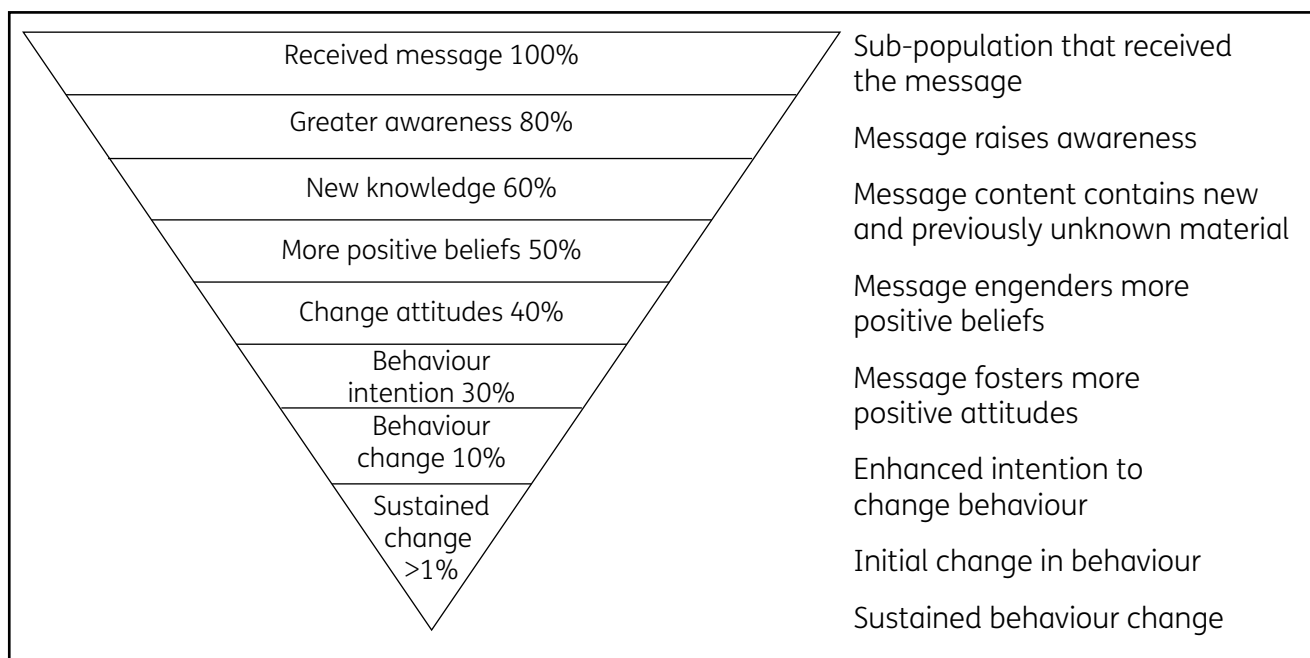 Received message 100%
Greater awareness 80%
New knowledge 60%
More positive beliefs 50%
Change attitudes 40%
Behaviour
intention 30%
Behaviour
change 10%
Sustained
change
>1%
Sub-population that received
the message
Message raises awareness
Message content contains new
and previously unknown material
Message engenders more
positive beliefs
Message fosters more
positive attitudes
Enhanced intention to
change behaviour
Initial change in behaviour
Sustained behaviour change